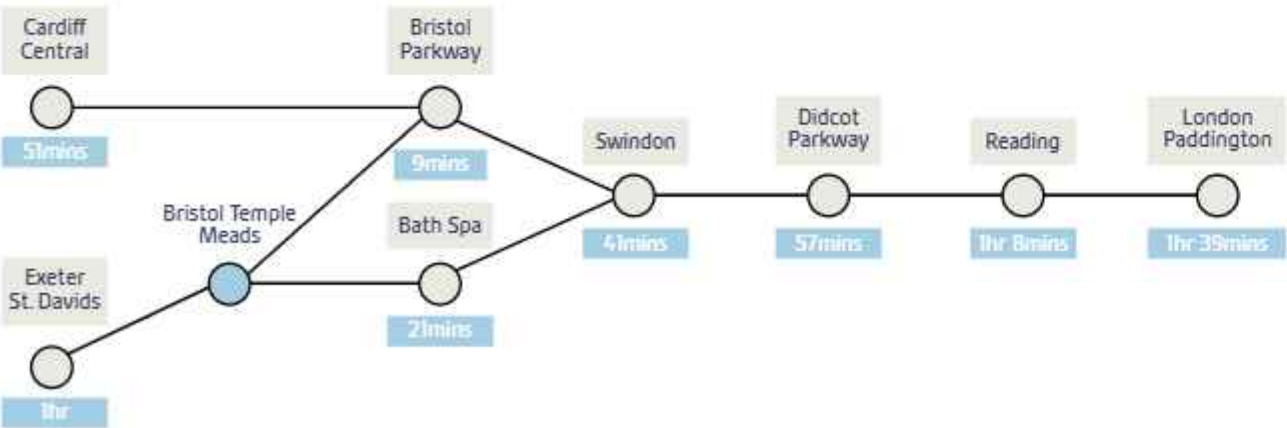 Cardiff
Central
51mins
Bristol
Parkway
9mins
Swindon
41mins
Didcot
Parkway
57mins
Reading
1hr 8mins
London
Paddington
1hr 39mins
Bristol Temple
Meads
Bath Spa
21mins
Exeter
St. Davids
1hr